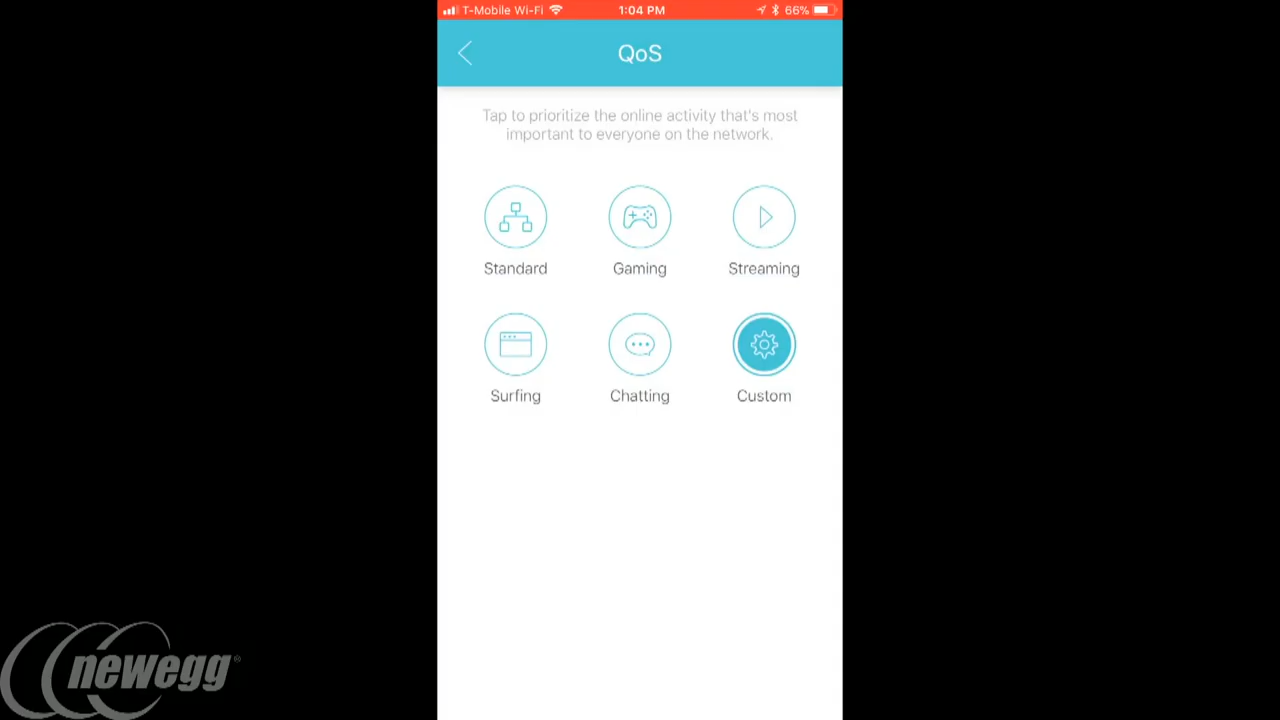 T-Mobile Wi-Fi 1:04 PM 66%
QoS
Tap to prioritize the online activity that's most
important to everyone on the network.
Standard Gaming Streaming
Surfing Chatting Custom
newegg®